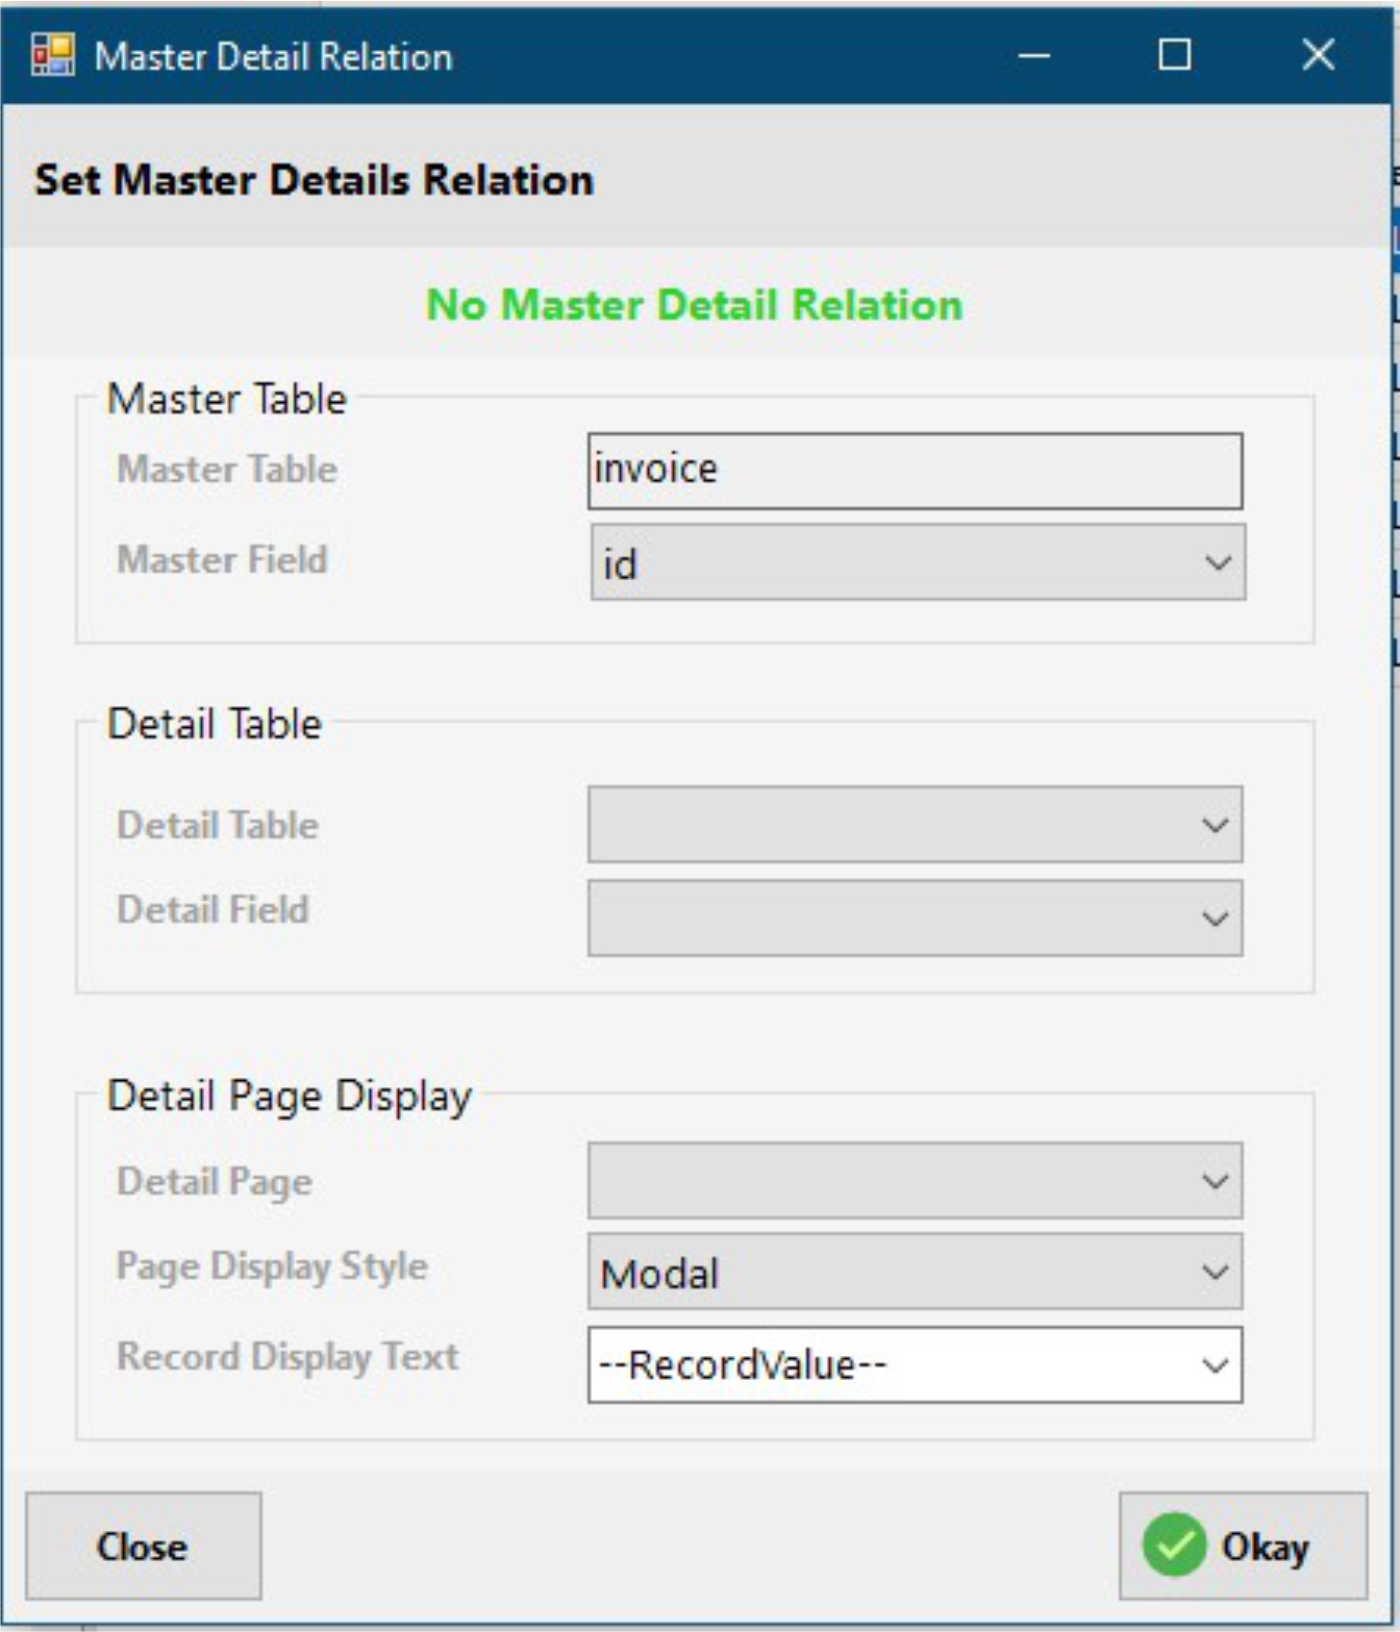 Master Detail Relation
Set Master Details Relation
No Master Detail Relation
Master Table
Master Table invoice
Master Field id
Detail Table
Detail Table
Detail Field
Detail Page Display
Detail Page
Page Display Style Modal
Record Display Text --RecordValue--
Close Okay